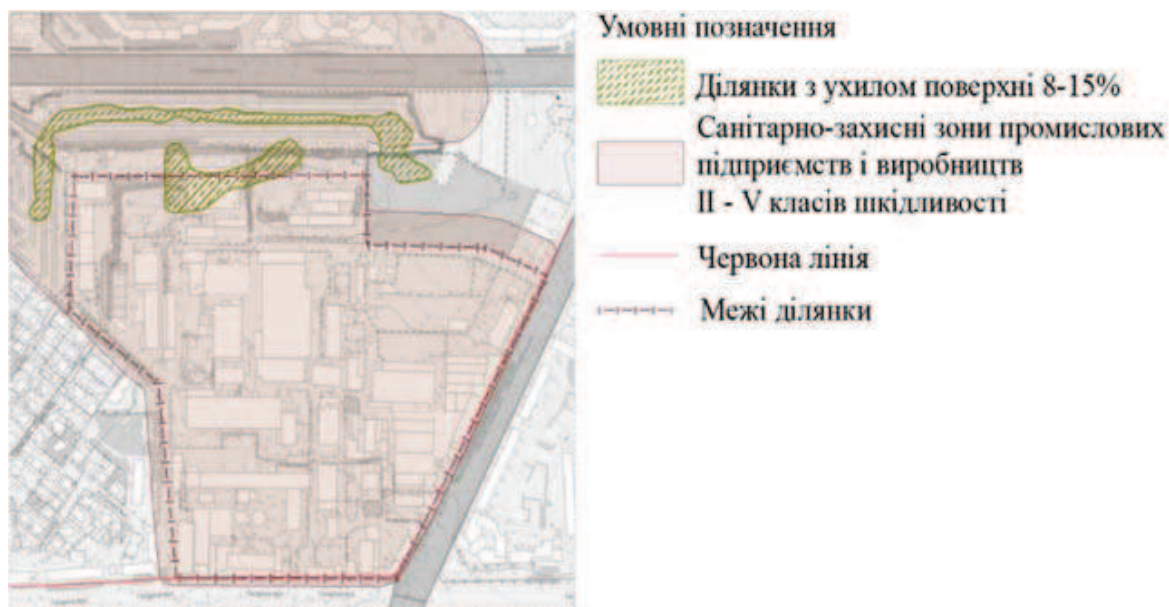 Умовні позначення
Ділянки з ухилом поверхні 8-15%
Санітарно-захисні зони промислових
підприємств і виробництв
II - V класів шкідливості
Червона лінія
Межі ділянки